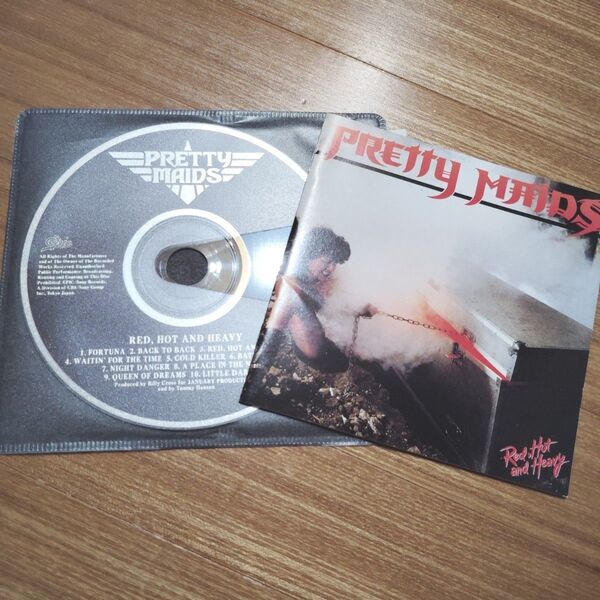 PRETTY
MAIDS
Epic
All Rights of The Manufacturer
and of The Owner of The Recorded
Works Reserved. Unauthorized
Public Performance, Broadcasting,
Renting and Copying of This Disc
Prohibited. EPIC/Sony Records,
A Division of CBS/Sony Group
Inc., Tokyo Japan.
RED, HOT AND HEAVY
1. FORTUNA 2. BACK TO BACK 3. RED, HOT AN
4. WAITIN' FOR THE TIME 5. COLD KILLER 6. BAT
7. NIGHT DANGER 8. A PLACE IN THE
9. QUEEN OF DREAMS 10. LITTLE DAR
Produced by Billy Cross for JANUARY PRODUCT
and by Tommy Hansen
PRETTY MAIDS
Red, Hot
and Heavy